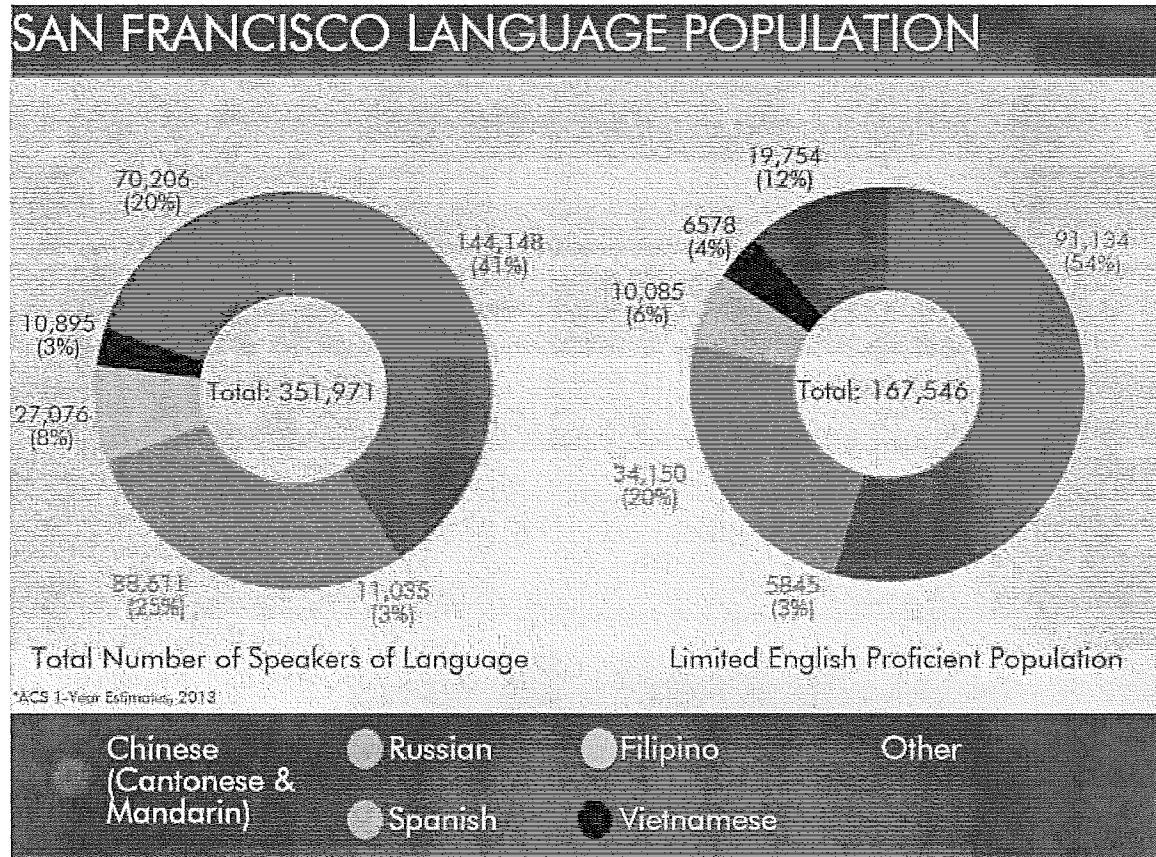 SAN FRANCISCO LANGUAGE POPULATION
70,206
(20%)
144,148
(41%)
10,895
(3%)
27,076
(8%)
Total: 351,971
88,671
(25%)
11,035
(3%)
Total Number of Speakers of Language
19,754
(12%)
6578
(4%)
91,134
(54%)
10,085
(6%)
Total: 167,546
34,150
(20%)
5845
(3%)
Limited English Proficient Population
*ACS 1-Year Estimates, 2013
Chinese
(Cantonese &
Mandarin)
Russian
Spanish
Filipino
Vietnamese
Other